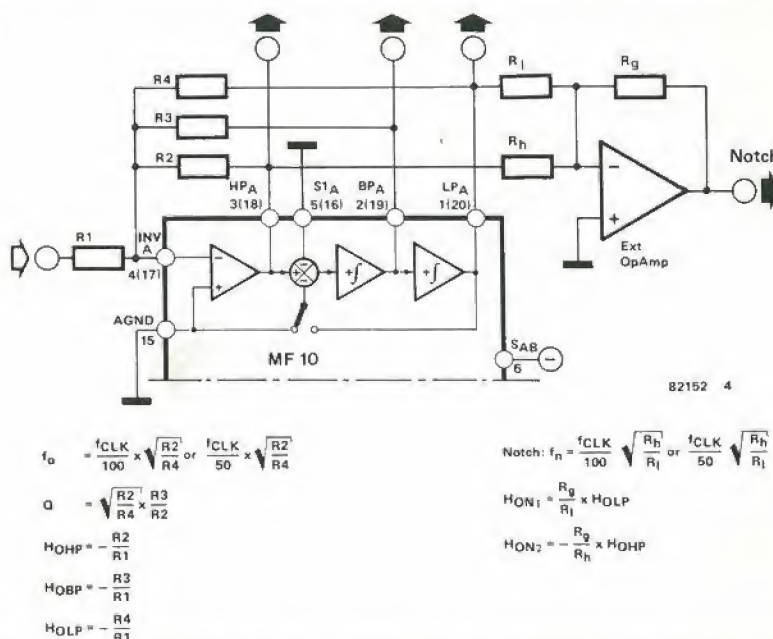 R4
R3
R2
R1
Rl
Rg
Rh
Notch
HPA
3(18)
S1A
5(16)
BPA
2(19)
LPA
1(20)
INV
A
4(17)
AGND
15
MF 10
SAB
6
−
+
Ext
OpAmp
82152 4
fo = fCLK/100 x √R2/R4 or fCLK/50 x √R2/R4
Q = √R2/R4 x R3/R2
HOHP = − R2/R1
HOBP = − R3/R1
HOLP = − R4/R1
Notch: fn = fCLK/100 √Rh/Rl or fCLK/50 √Rh/Rl
HON1 = Rg/Rl x HOLP
HON2 = − Rg/Rh x HOHP